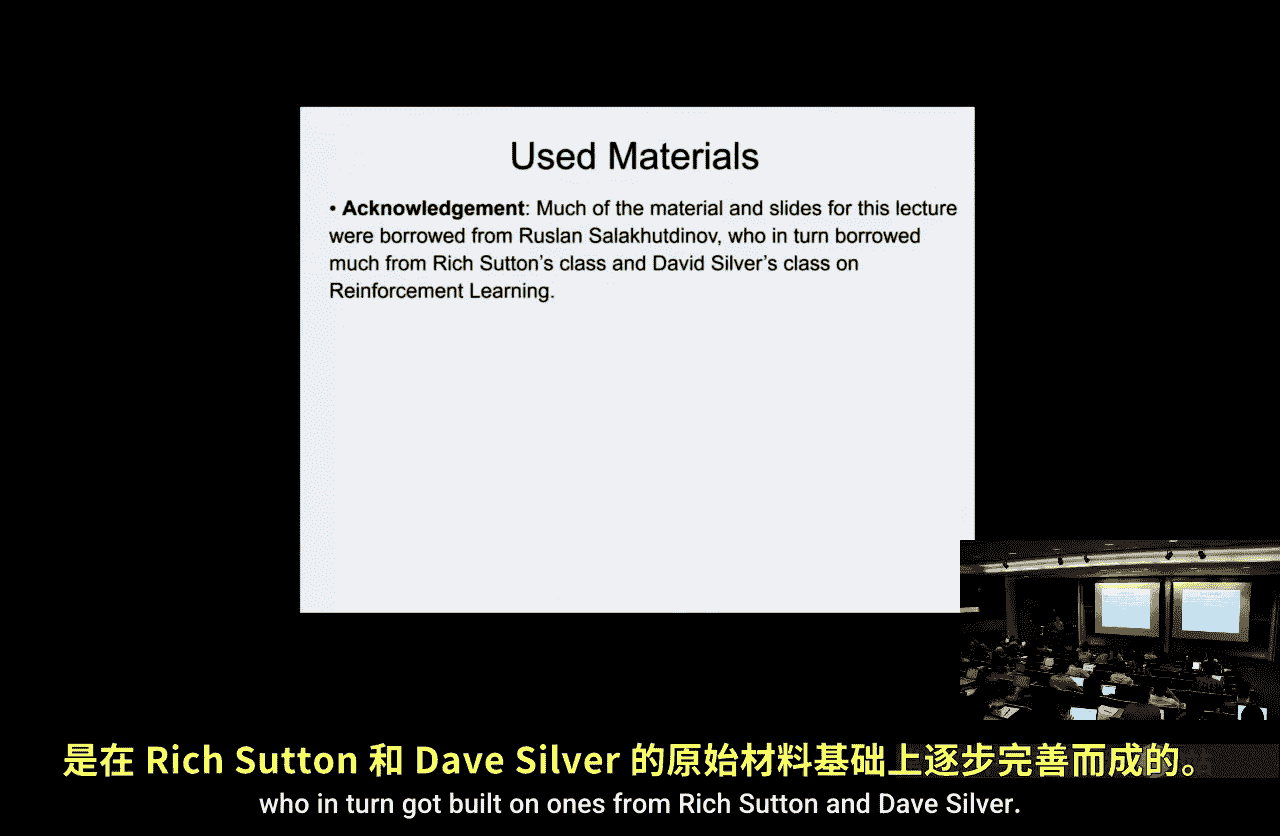 Used Materials
• Acknowledgement: Much of the material and slides for this lecture
were borrowed from Ruslan Salakhutdinov, who in turn borrowed
much from Rich Sutton's class and David Silver's class on
Reinforcement Learning.
是在 Rich Sutton 和 Dave Silver 的原始材料基础上逐步完善而成的。
who in turn got built on ones from Rich Sutton and Dave Silver.